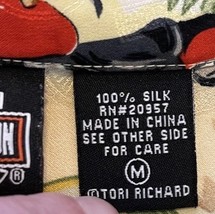 100% SILK
RN#20957
MADE IN CHINA
SEE OTHER SIDE
FOR CARE
M
©TORI RICHARD